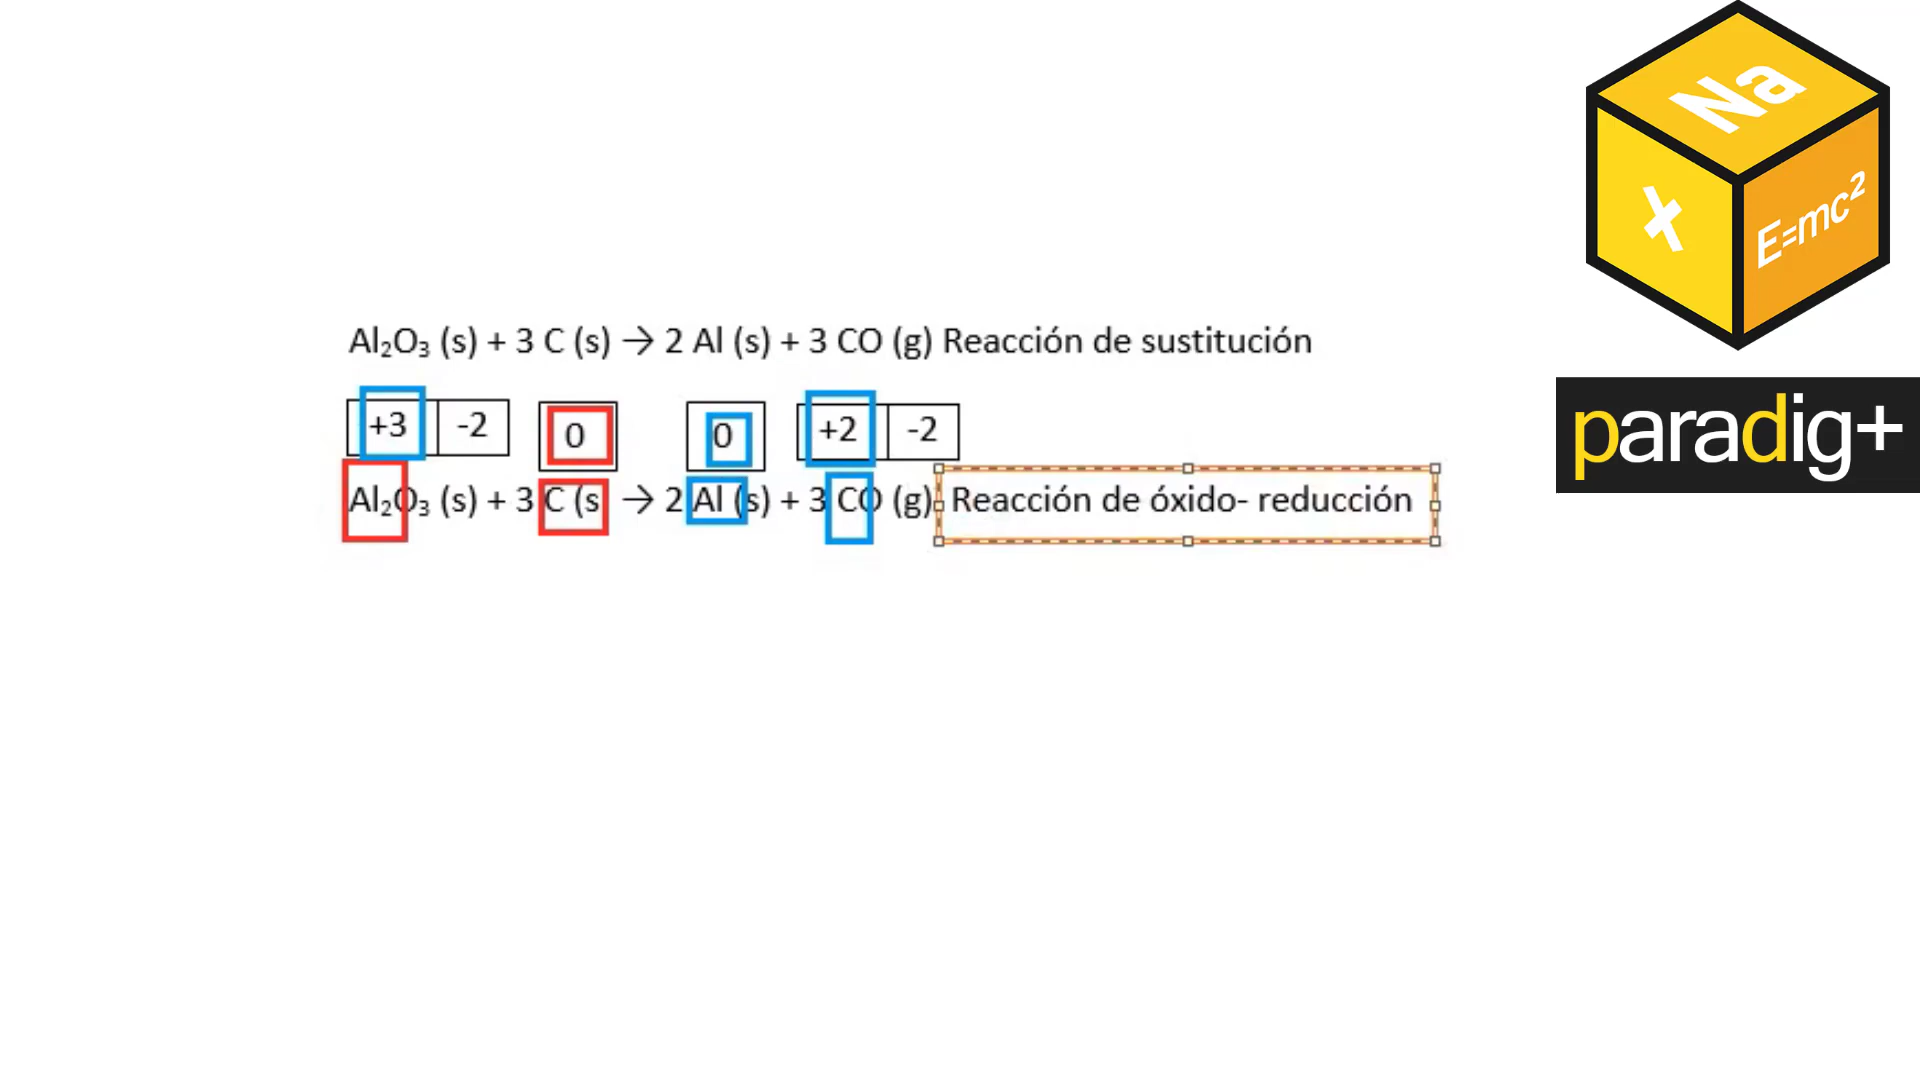 Na
x
E=mc²
paradig+
Al₂O₃ (s) + 3 C (s) → 2 Al (s) + 3 CO (g) Reacción de sustitución
+3 -2 0 0 +2 -2
Al₂O₃ (s) + 3 C (s → 2 Al (s) + 3 CO (g) Reacción de óxido- reducción